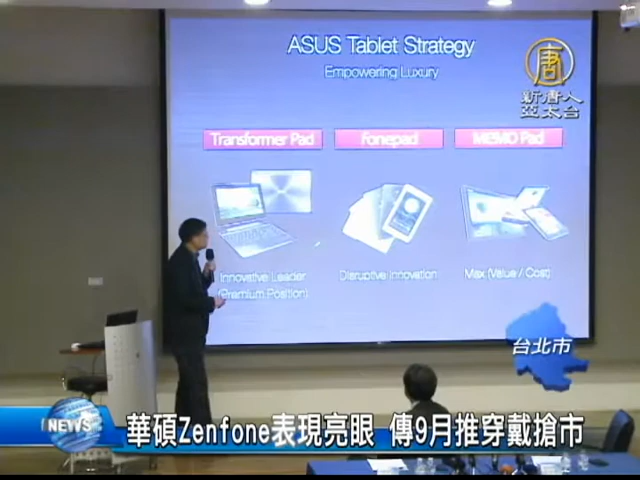 ASUS Tablet Strategy
Empowering Luxury
新唐人
亞太台
Transformer Pad
Fonepad
MEMO Pad
Innovative Leader
(Premium Position)
Disruptive Innovation
Max (Value / Cost)
台北市
NEWS
華碩Zenfone表現亮眼 傳9月推穿戴搶市